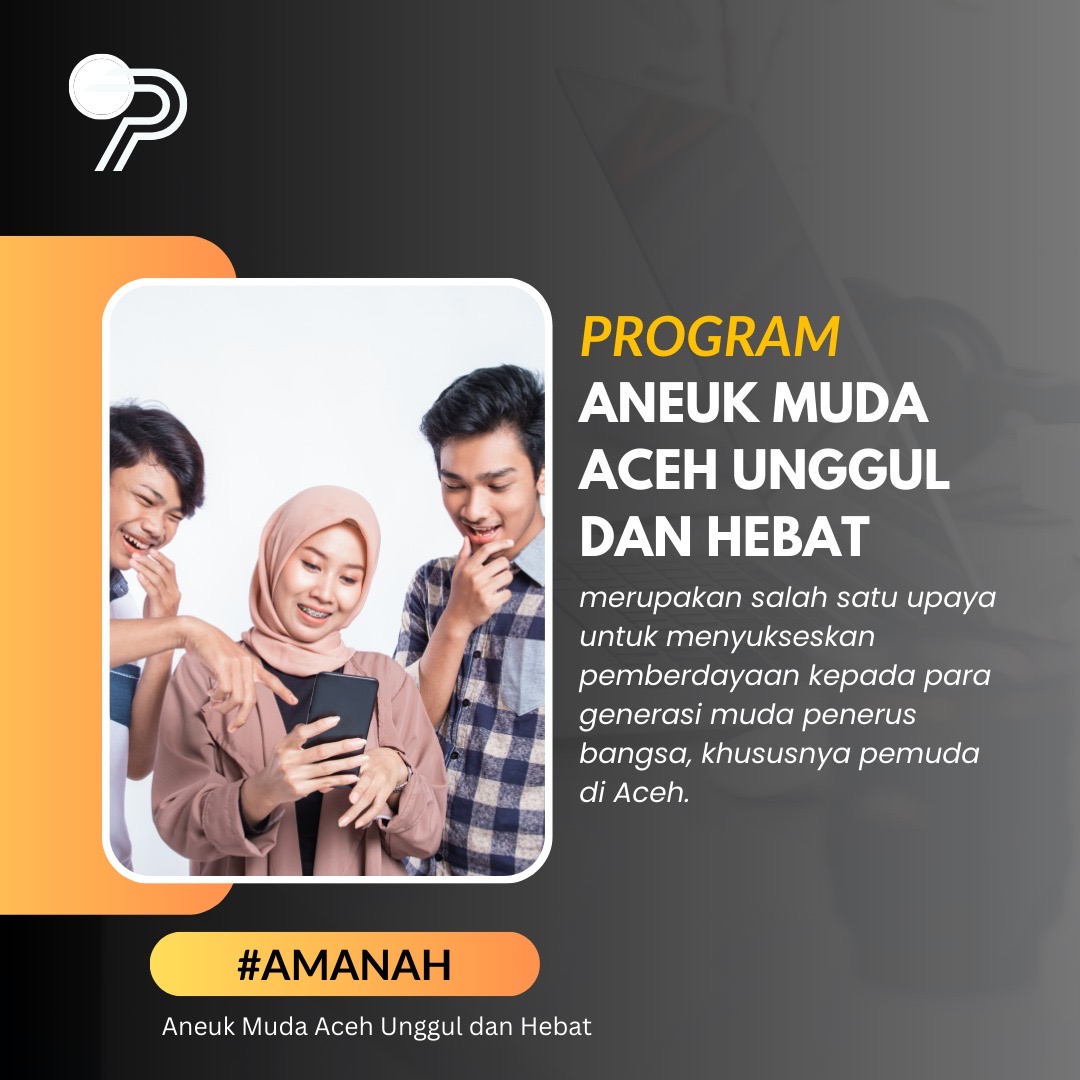 PROGRAM
ANEUK MUDA
ACEH UNGGUL
DAN HEBAT
merupakan salah satu upaya
untuk menyukseskan
pemberdayaan kepada para
generasi muda penerus
bangsa, khususnya pemuda
di Aceh.
#AMANAH
Aneuk Muda Aceh Unggul dan Hebat